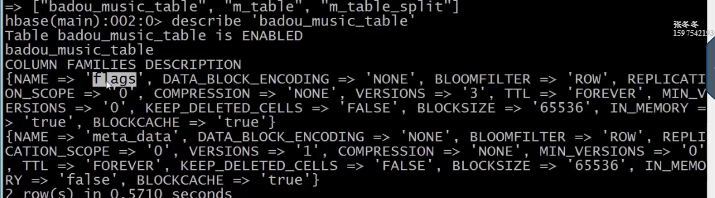 => ["badou_music_table", "m_table", "m_table_split"]
hbase(main):002:0> describe 'badou_music_table'
Table badou_music_table is ENABLED
badou_music_table
COLUMN FAMILIES DESCRIPTION
{NAME => 'flags', DATA_BLOCK_ENCODING => 'NONE', BLOOMFILTER => 'ROW', REPLICATI
ON_SCOPE => '0', COMPRESSION => 'NONE', VERSIONS => '3', TTL => 'FOREVER', MIN_V
ERSIONS => '0', KEEP_DELETED_CELLS => 'FALSE', BLOCKSIZE => '65536', IN_MEMORY =
> 'true', BLOCKCACHE => 'true'}
{NAME => 'meta_data', DATA_BLOCK_ENCODING => 'NONE', BLOOMFILTER => 'ROW', REPLI
CATION_SCOPE => '0', VERSIONS => '1', COMPRESSION => 'NONE', MIN_VERSIONS => '0'
, TTL => 'FOREVER', KEEP_DELETED_CELLS => 'FALSE', BLOCKSIZE => '65536', IN_MEMO
RY => 'false', BLOCKCACHE => 'true'}
2 row(s) in 0.5710 seconds
张冬冬